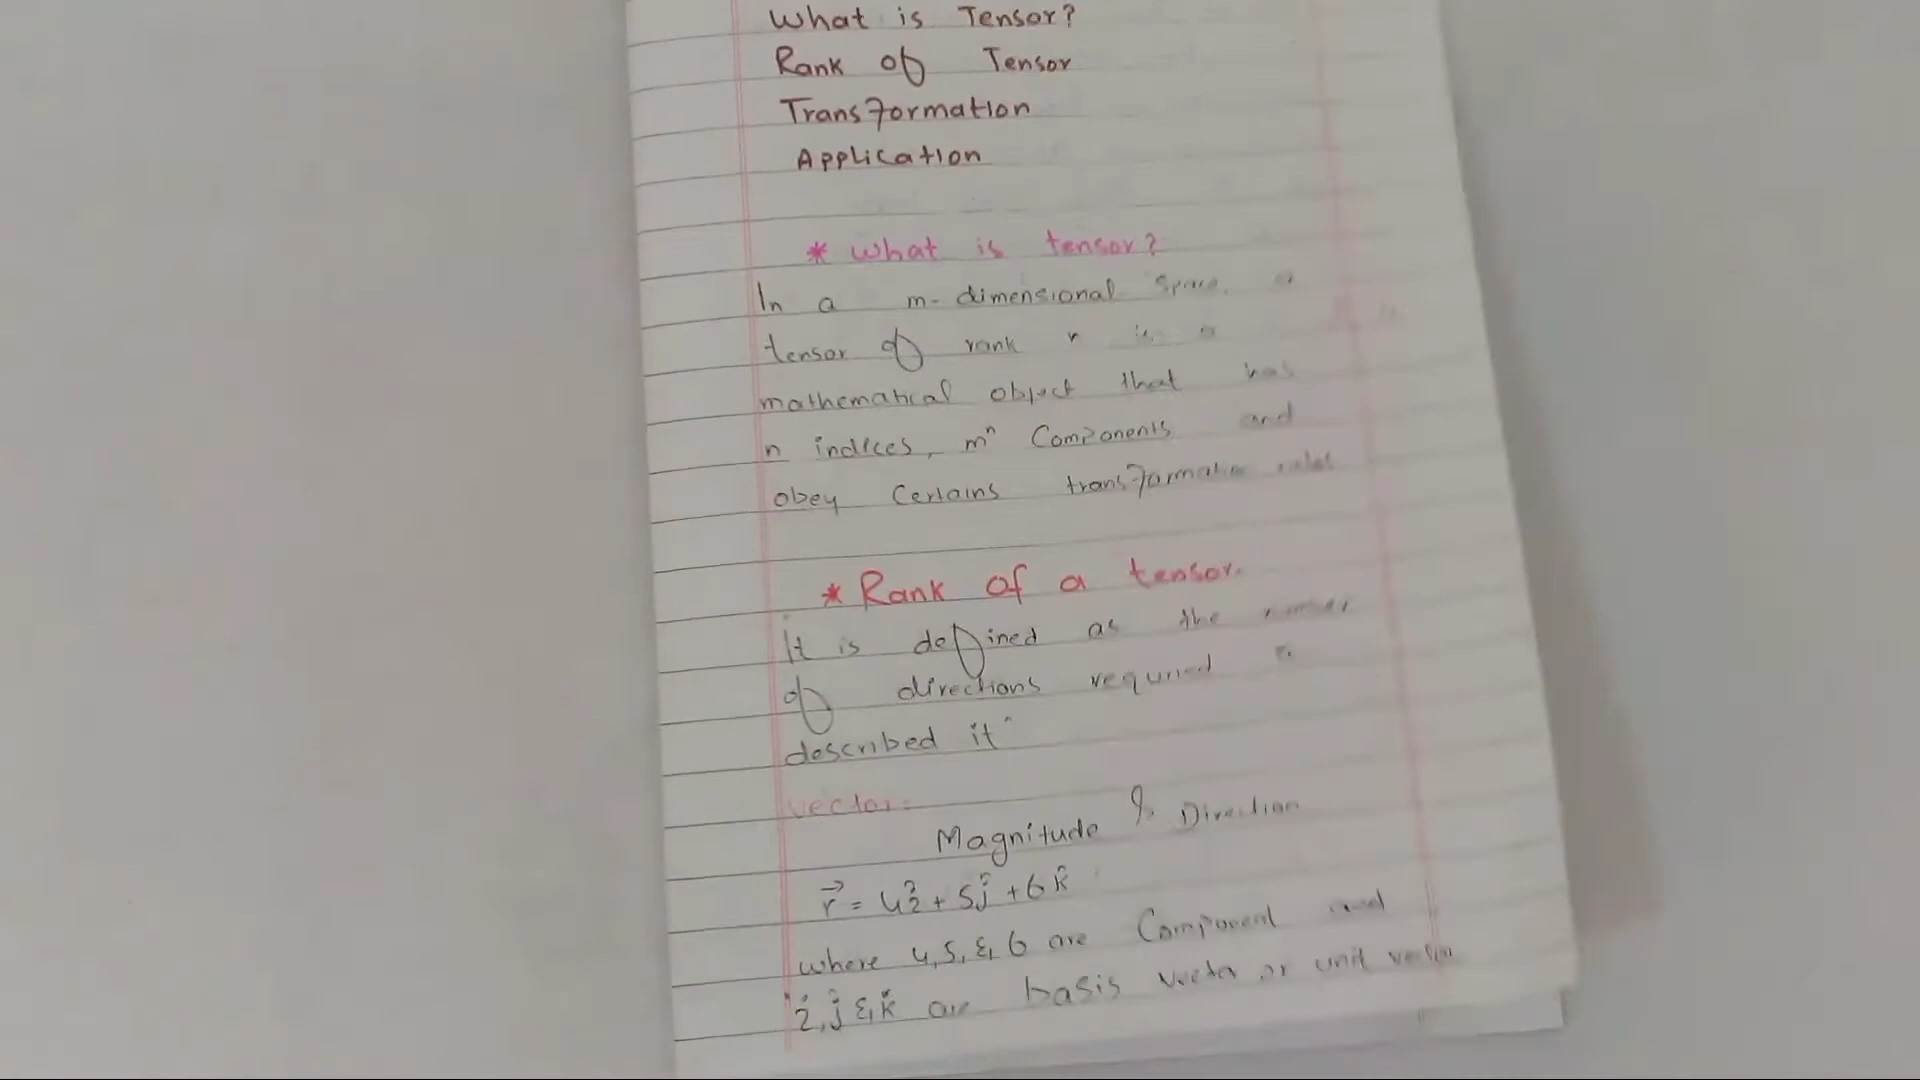 What is Tensor?
Rank of Tensor
Transformation
Application
* What is tensor?
In a m-dimensional space, a
tensor of rank n is a
mathematical object that has
n indices, mⁿ Components and
obey Certains transformation rules
* Rank of a tensor.
It is defined as the number
of directions required to
described it"
Vector:
Magnitude & Direction
r⃗ = 4î + 5ĵ + 6k̂
where 4, 5, & 6 are Component and
î, ĵ & k̂ are basis vector or unit vector